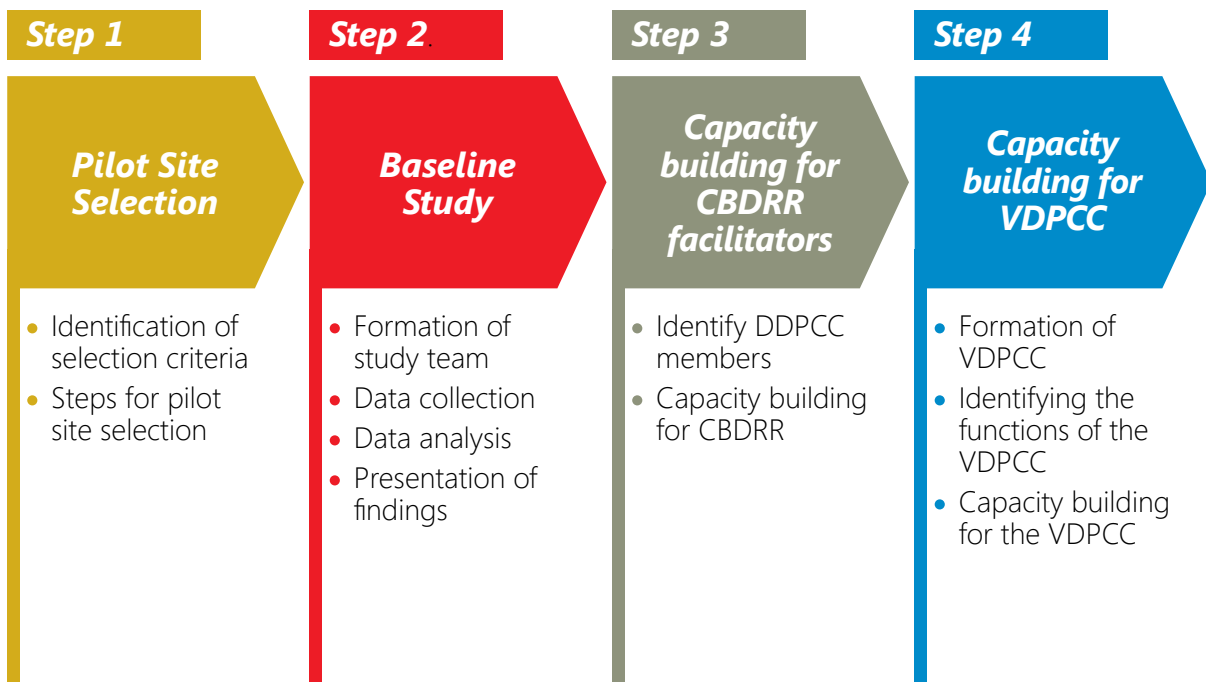 Step 1
Pilot Site
Selection
• Identification of
selection criteria
• Steps for pilot
site selection
Step 2.
Baseline
Study
• Formation of
study team
• Data collection
• Data analysis
• Presentation of
findings
Step 3
Capacity
building for
CBDRR
facilitators
• Identify DDPCC
members
• Capacity building
for CBDRR
Step 4
Capacity
building for
VDPCC
• Formation of
VDPCC
• Identifying the
functions of the
VDPCC
• Capacity building
for the VDPCC